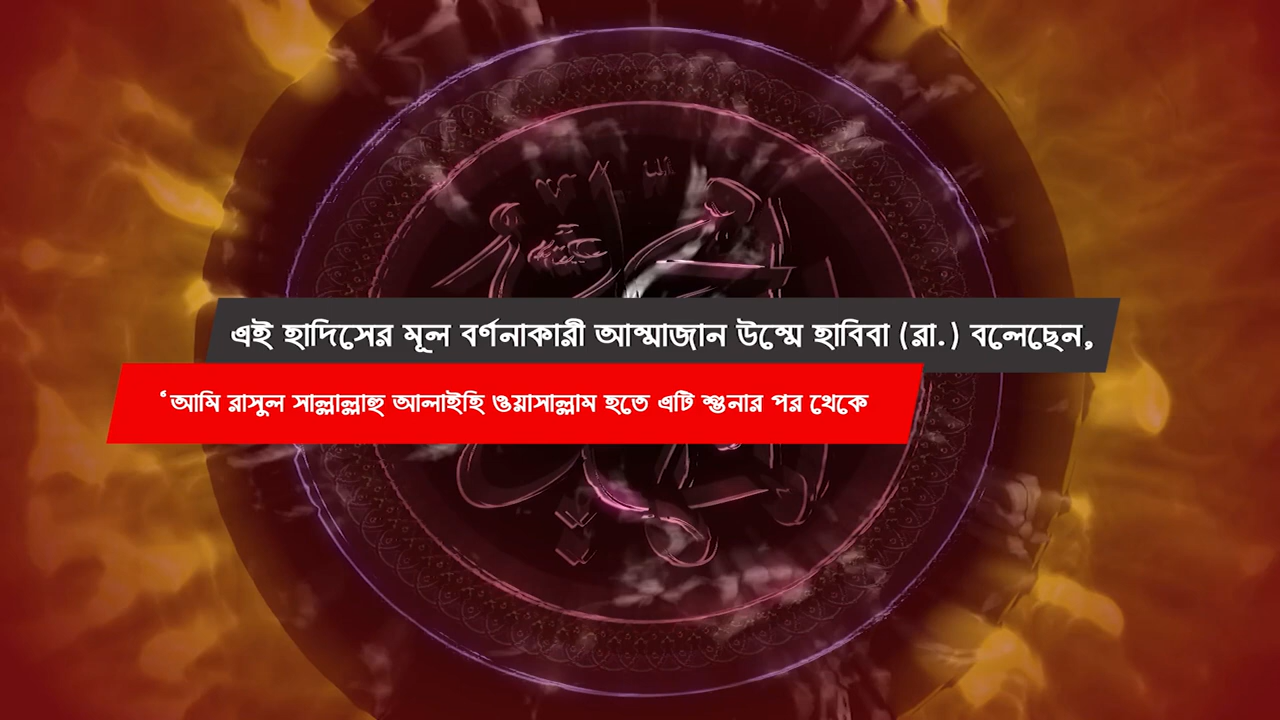 এই হাদিসের মূল বর্ণনাকারী আম্মাজান উম্মে হাবিবা (রা.) বলেছেন,
‘আমি রাসুল সাল্লাল্লাহু আলাইহি ওয়াসাল্লাম হতে এটি শুনার পর থেকে